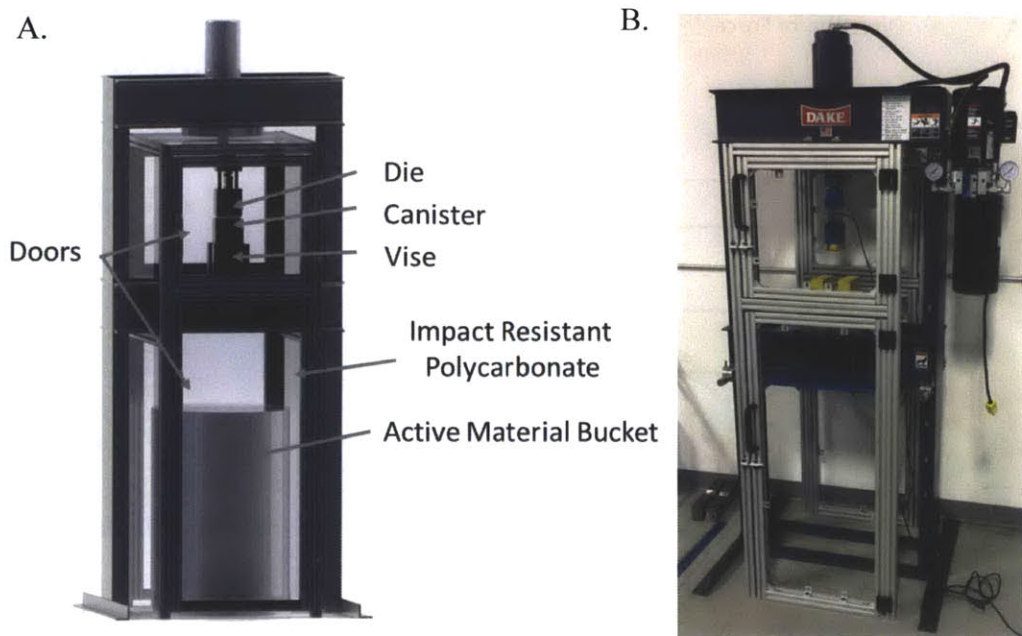 A.
B.
Die
Canister
Vise
Doors
Impact Resistant
Polycarbonate
Active Material Bucket
DAKE